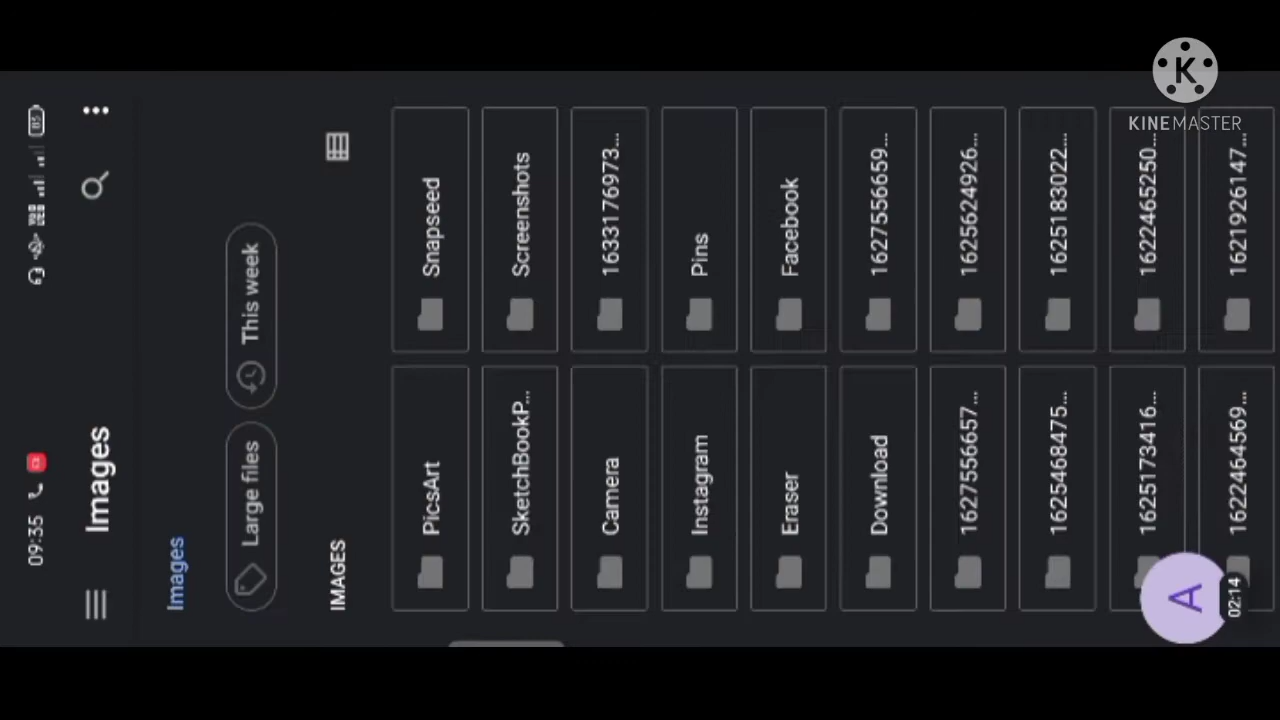 09:35
85
Images
Images
Large files
This week
IMAGES
PicsArt
Snapseed
SketchBookP...
Screenshots
Camera
1633176973...
Instagram
Pins
Eraser
Facebook
Download
1627556659...
1627556657...
1625624926...
1625468475...
1625183022...
1625173416...
1622465250...
1622464569...
1621926147...
A
02:14
K
KINEMASTER